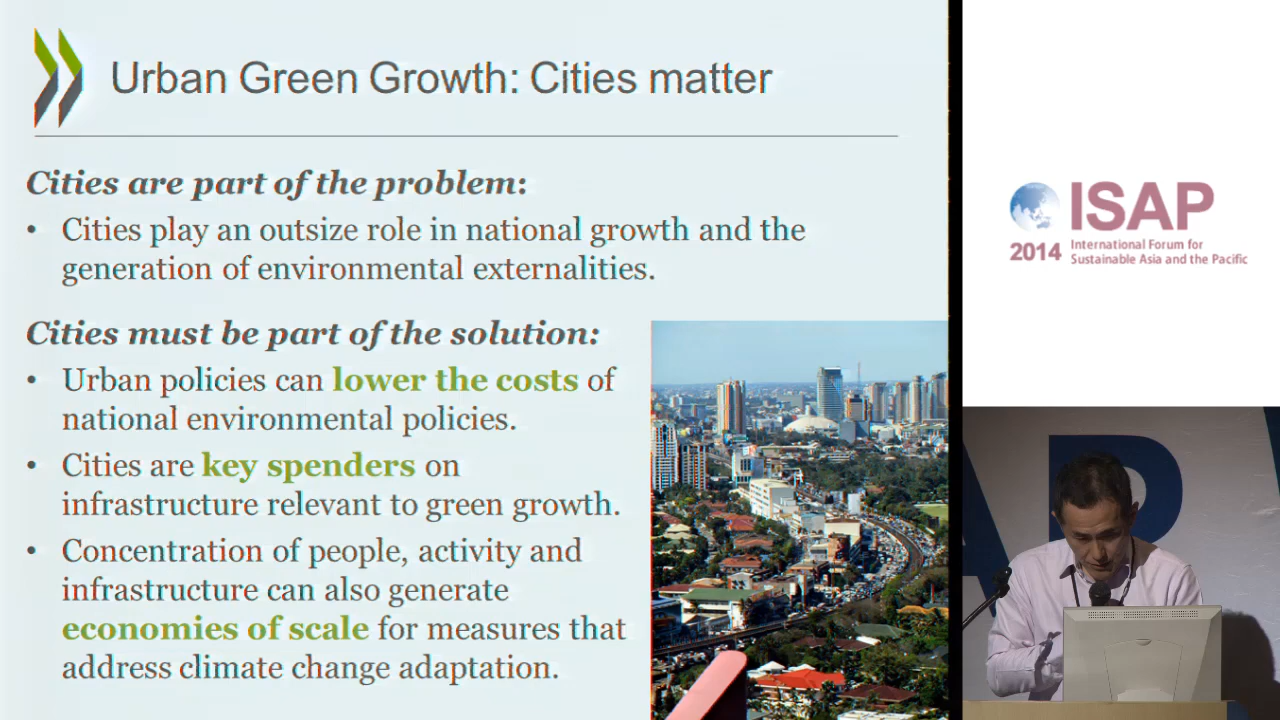 Urban Green Growth: Cities matter
Cities are part of the problem:
• Cities play an outsize role in national growth and the
generation of environmental externalities.
Cities must be part of the solution:
• Urban policies can lower the costs of
national environmental policies.
• Cities are key spenders on
infrastructure relevant to green growth.
• Concentration of people, activity and
infrastructure can also generate
economies of scale for measures that
address climate change adaptation.
ISAP
2014 International Forum for
Sustainable Asia and the Pacific